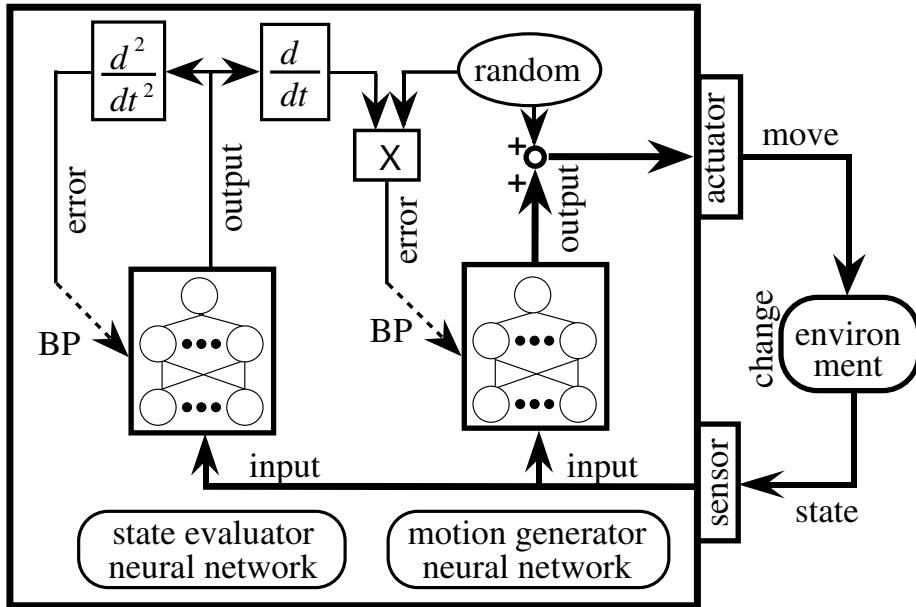 d²/dt²
d/dt
random
X
+
+
error
output
error
output
BP
BP
actuator
move
change
environ
ment
sensor
state
input
input
state evaluator
neural network
motion generator
neural network